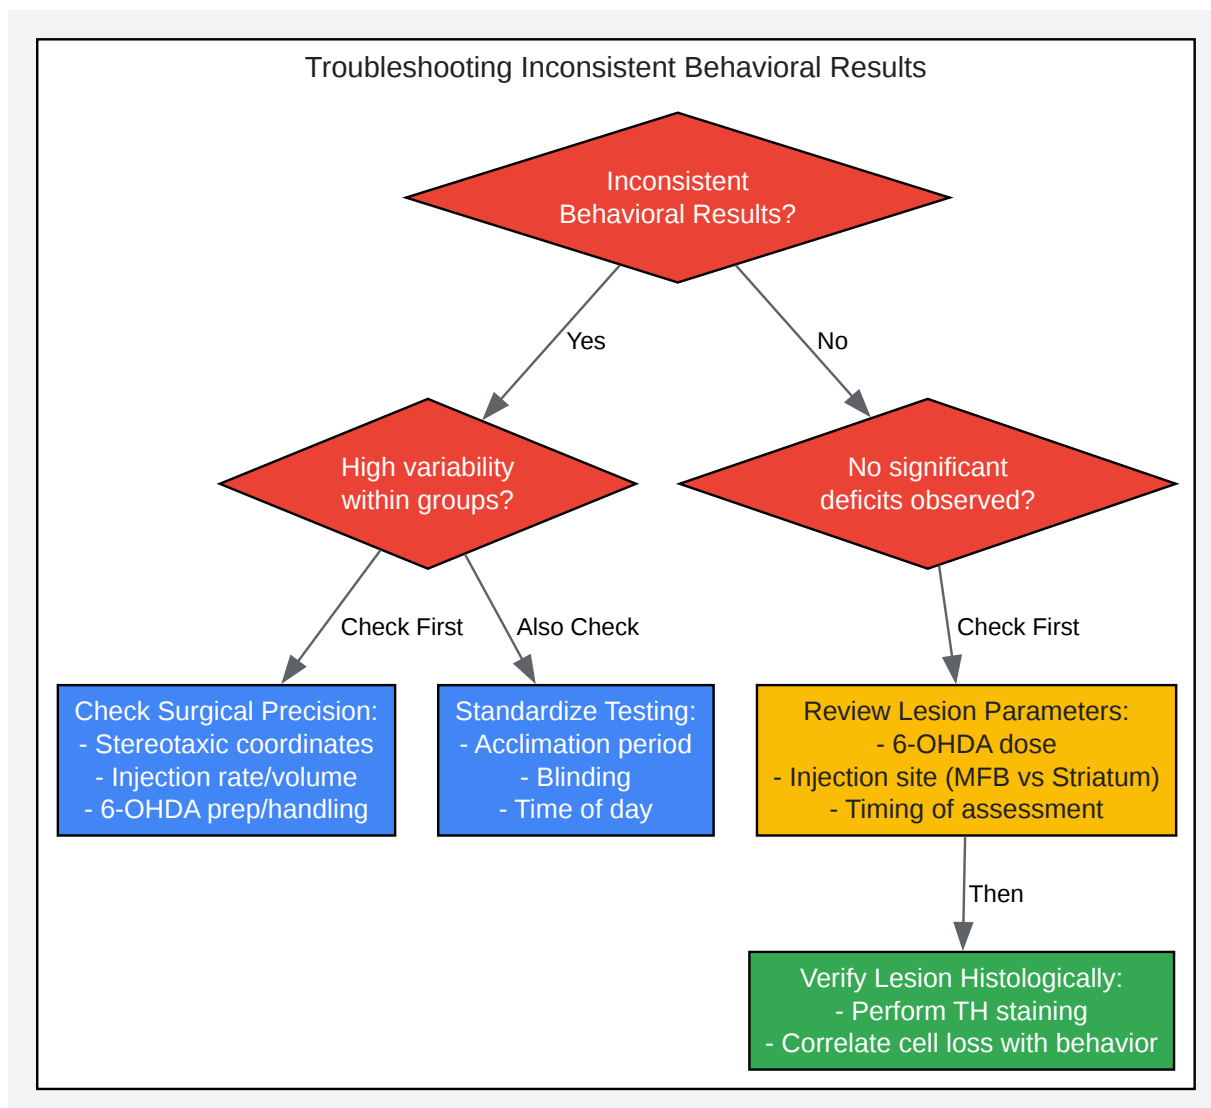 Troubleshooting Inconsistent Behavioral Results
Inconsistent
Behavioral Results?
Yes
No
High variability
within groups?
No significant
deficits observed?
Check First
Also Check
Check First
Check Surgical Precision:
- Stereotaxic coordinates
- Injection rate/volume
- 6-OHDA prep/handling
Standardize Testing:
- Acclimation period
- Blinding
- Time of day
Review Lesion Parameters:
- 6-OHDA dose
- Injection site (MFB vs Striatum)
- Timing of assessment
Then
Verify Lesion Histologically:
- Perform TH staining
- Correlate cell loss with behavior